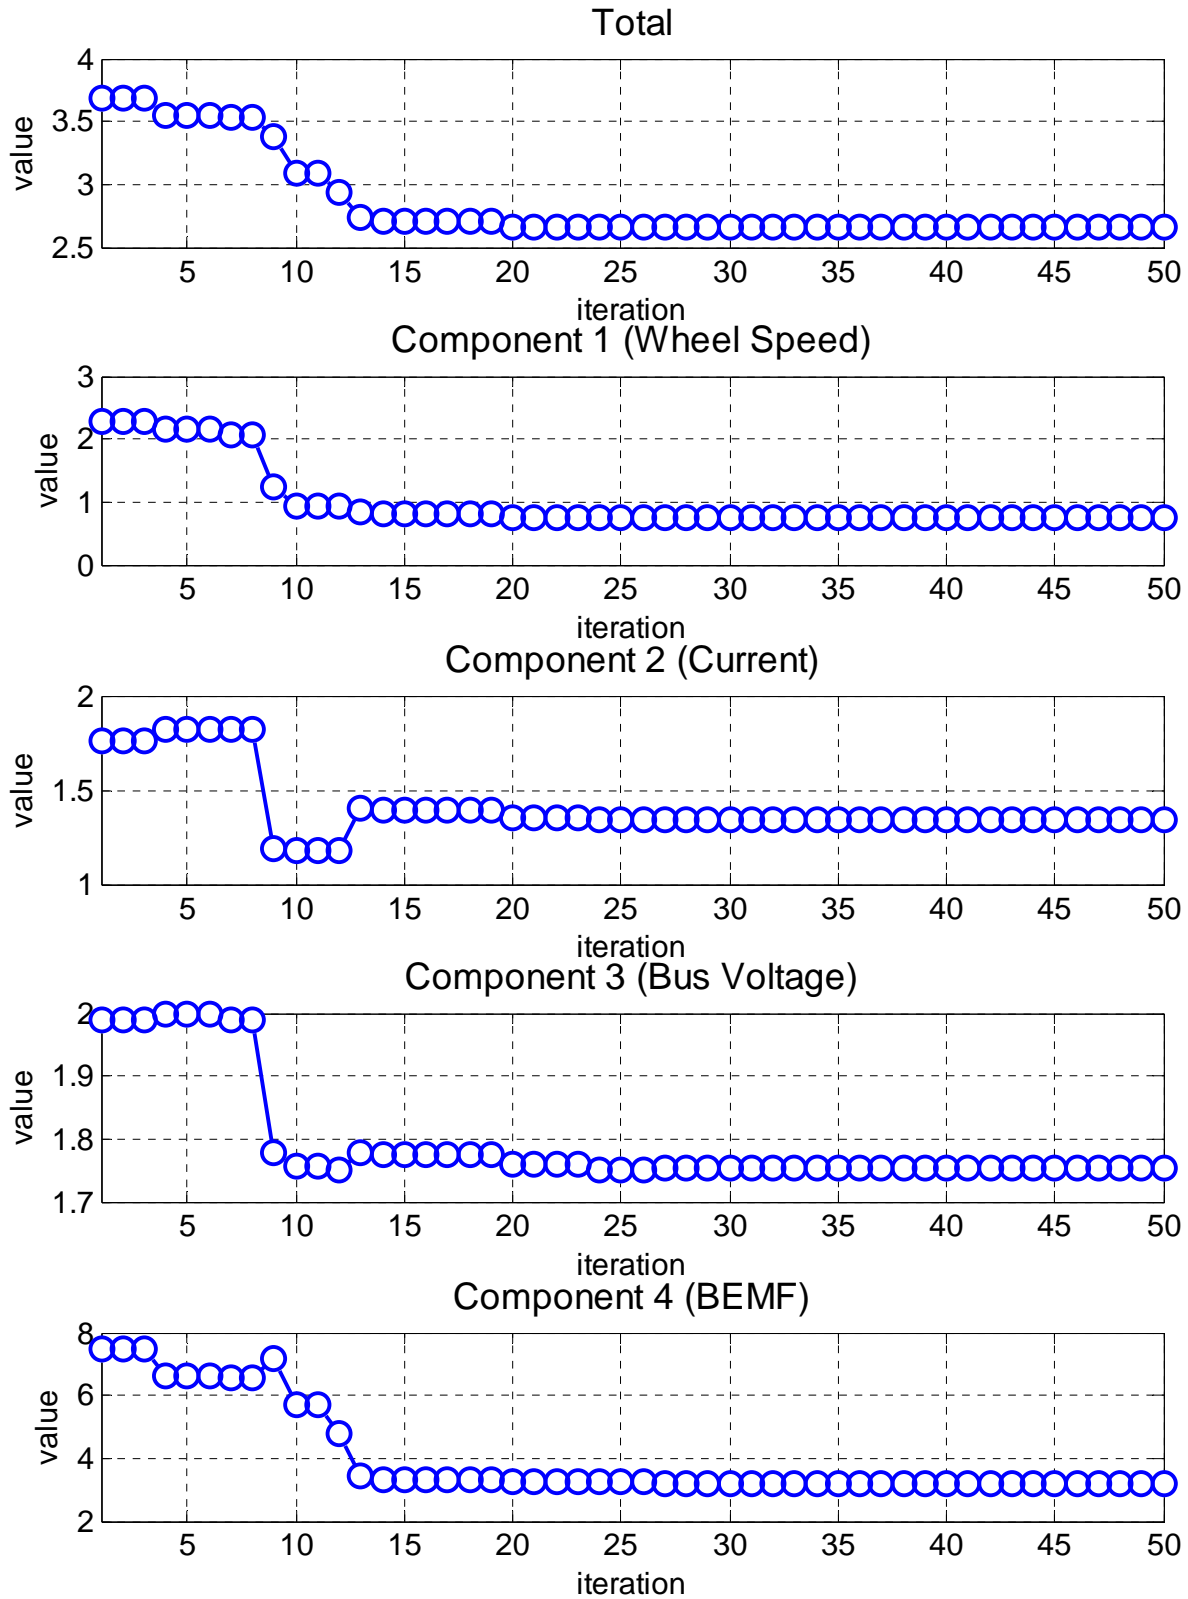 Total
4
3.5
3
2.5
value
5 10 15 20 25 30 35 40 45 50
iteration
Component 1 (Wheel Speed)
3
2
1
0
value
5 10 15 20 25 30 35 40 45 50
iteration
Component 2 (Current)
2
1.5
1
value
5 10 15 20 25 30 35 40 45 50
iteration
Component 3 (Bus Voltage)
2
1.9
1.8
1.7
value
5 10 15 20 25 30 35 40 45 50
iteration
Component 4 (BEMF)
8
6
4
2
value
5 10 15 20 25 30 35 40 45 50
iteration